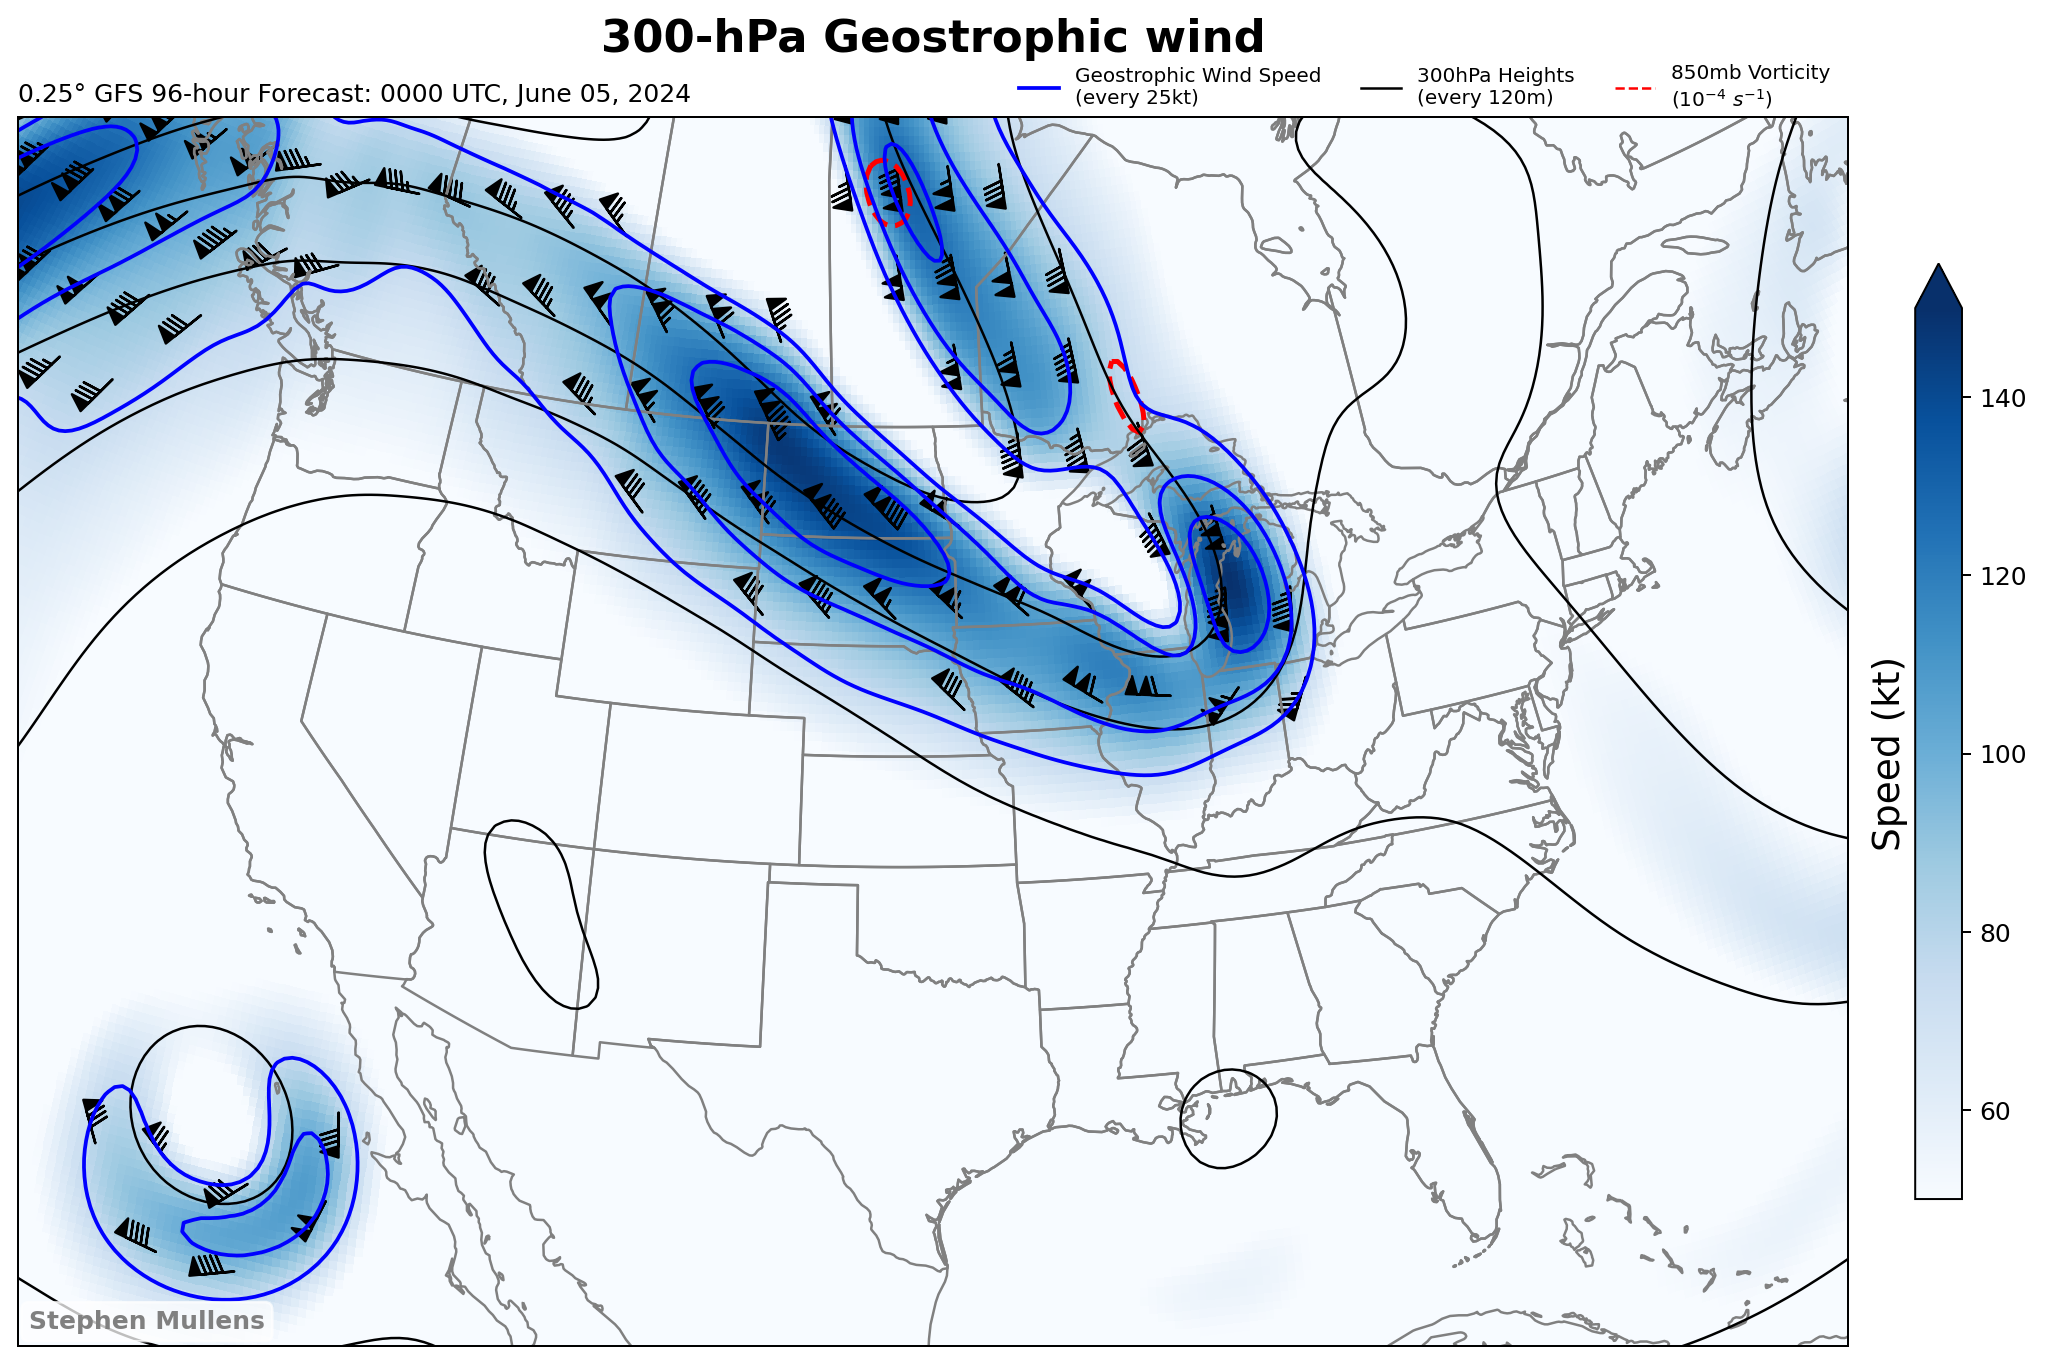 300-hPa Geostrophic wind
0.25° GFS 96-hour Forecast: 0000 UTC, June 05, 2024
Geostrophic Wind Speed
(every 25kt)
300hPa Heights
(every 120m)
850mb Vorticity
(10⁻⁴ s⁻¹)
140
120
100
80
60
Speed (kt)
Stephen Mullens